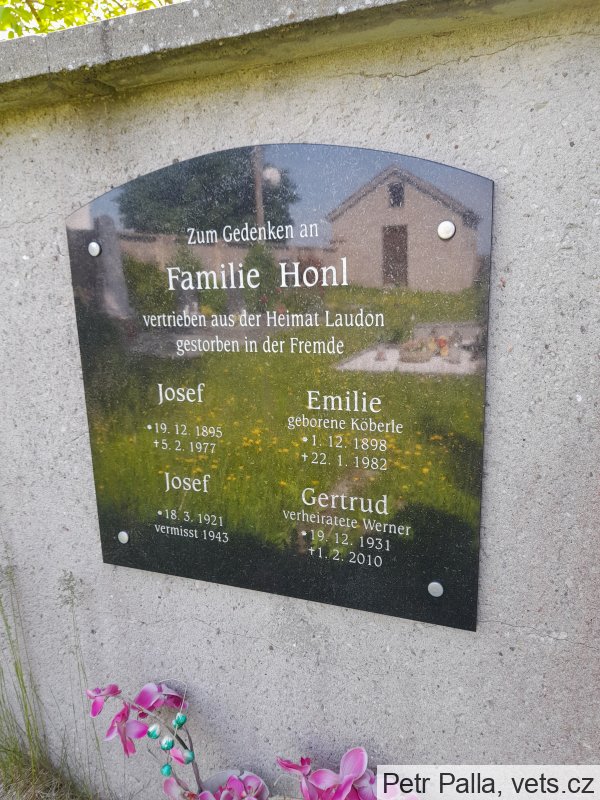 Zum Gedenken an
Familie Honl
vertrieben aus der Heimat Laudon
gestorben in der Fremde
Josef
•19. 12. 1895
+5. 2. 1977
Emilie
geborene Köberle
•1. 12. 1898
+22. 1. 1982
Josef
•18. 3. 1921
vermisst 1943
Gertrud
verheiratete Werner
•19. 12. 1931
+1. 2. 2010
Petr Palla, vets.cz